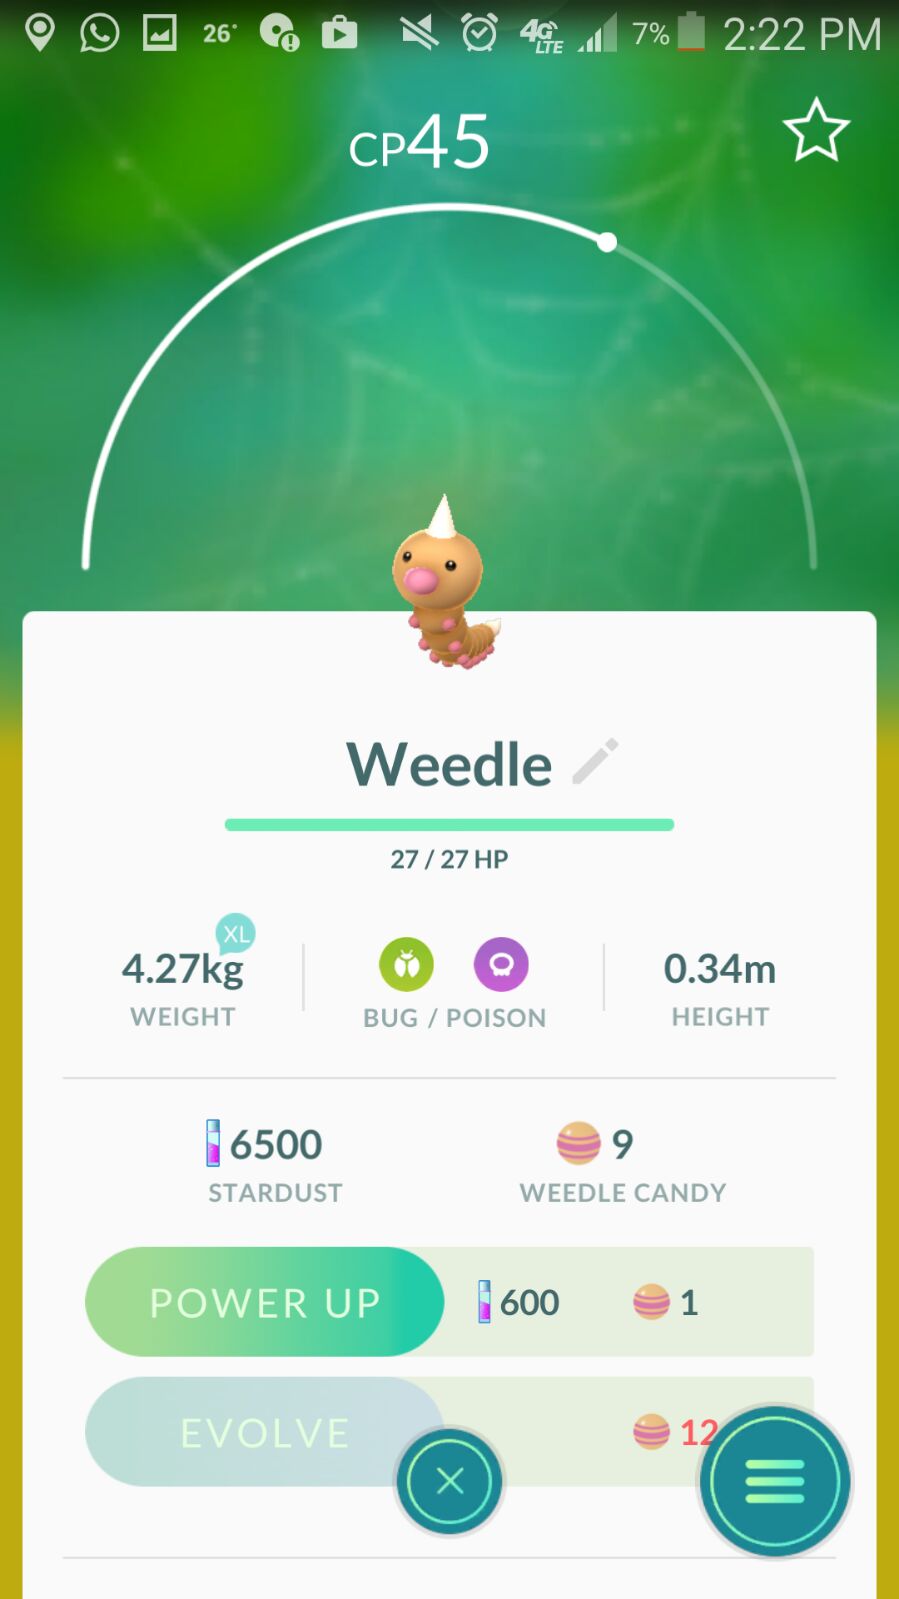 26° 4G LTE 7% 2:22 PM
CP45
Weedle
27 / 27 HP
XL
4.27kg 0.34m
WEIGHT BUG / POISON HEIGHT
6500 9
STARDUST WEEDLE CANDY
POWER UP 600 1
EVOLVE 12